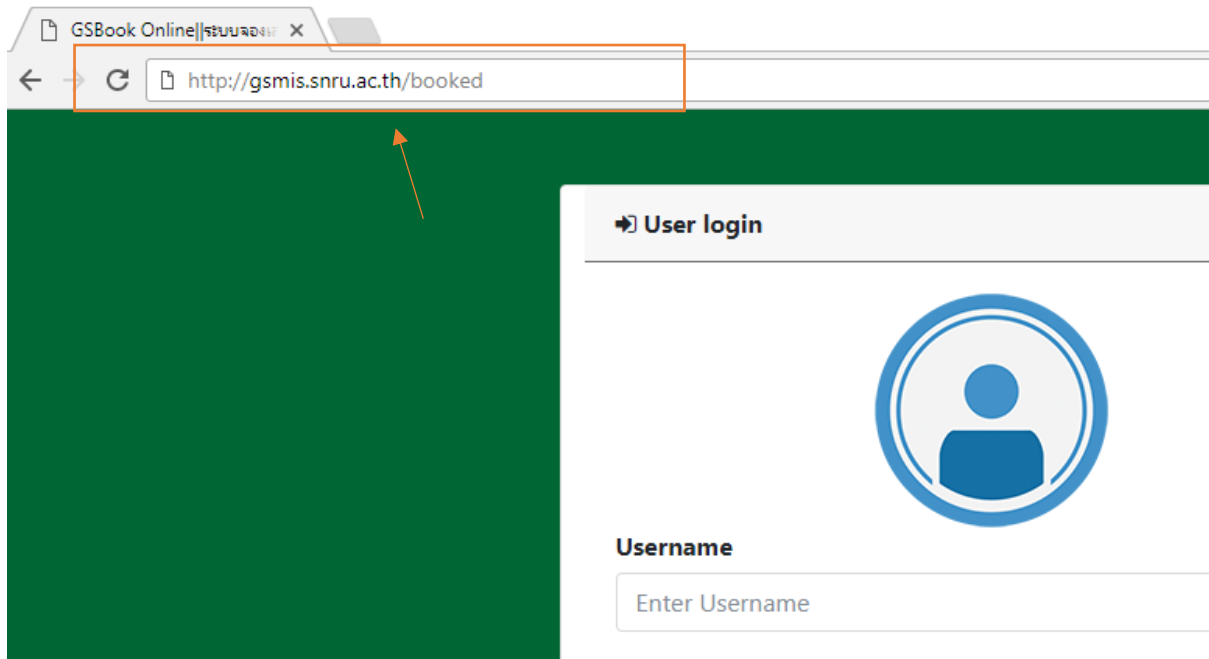 GSBook Online||ระบบจองเ
http://gsmis.snru.ac.th/booked
User login
Username
Enter Username